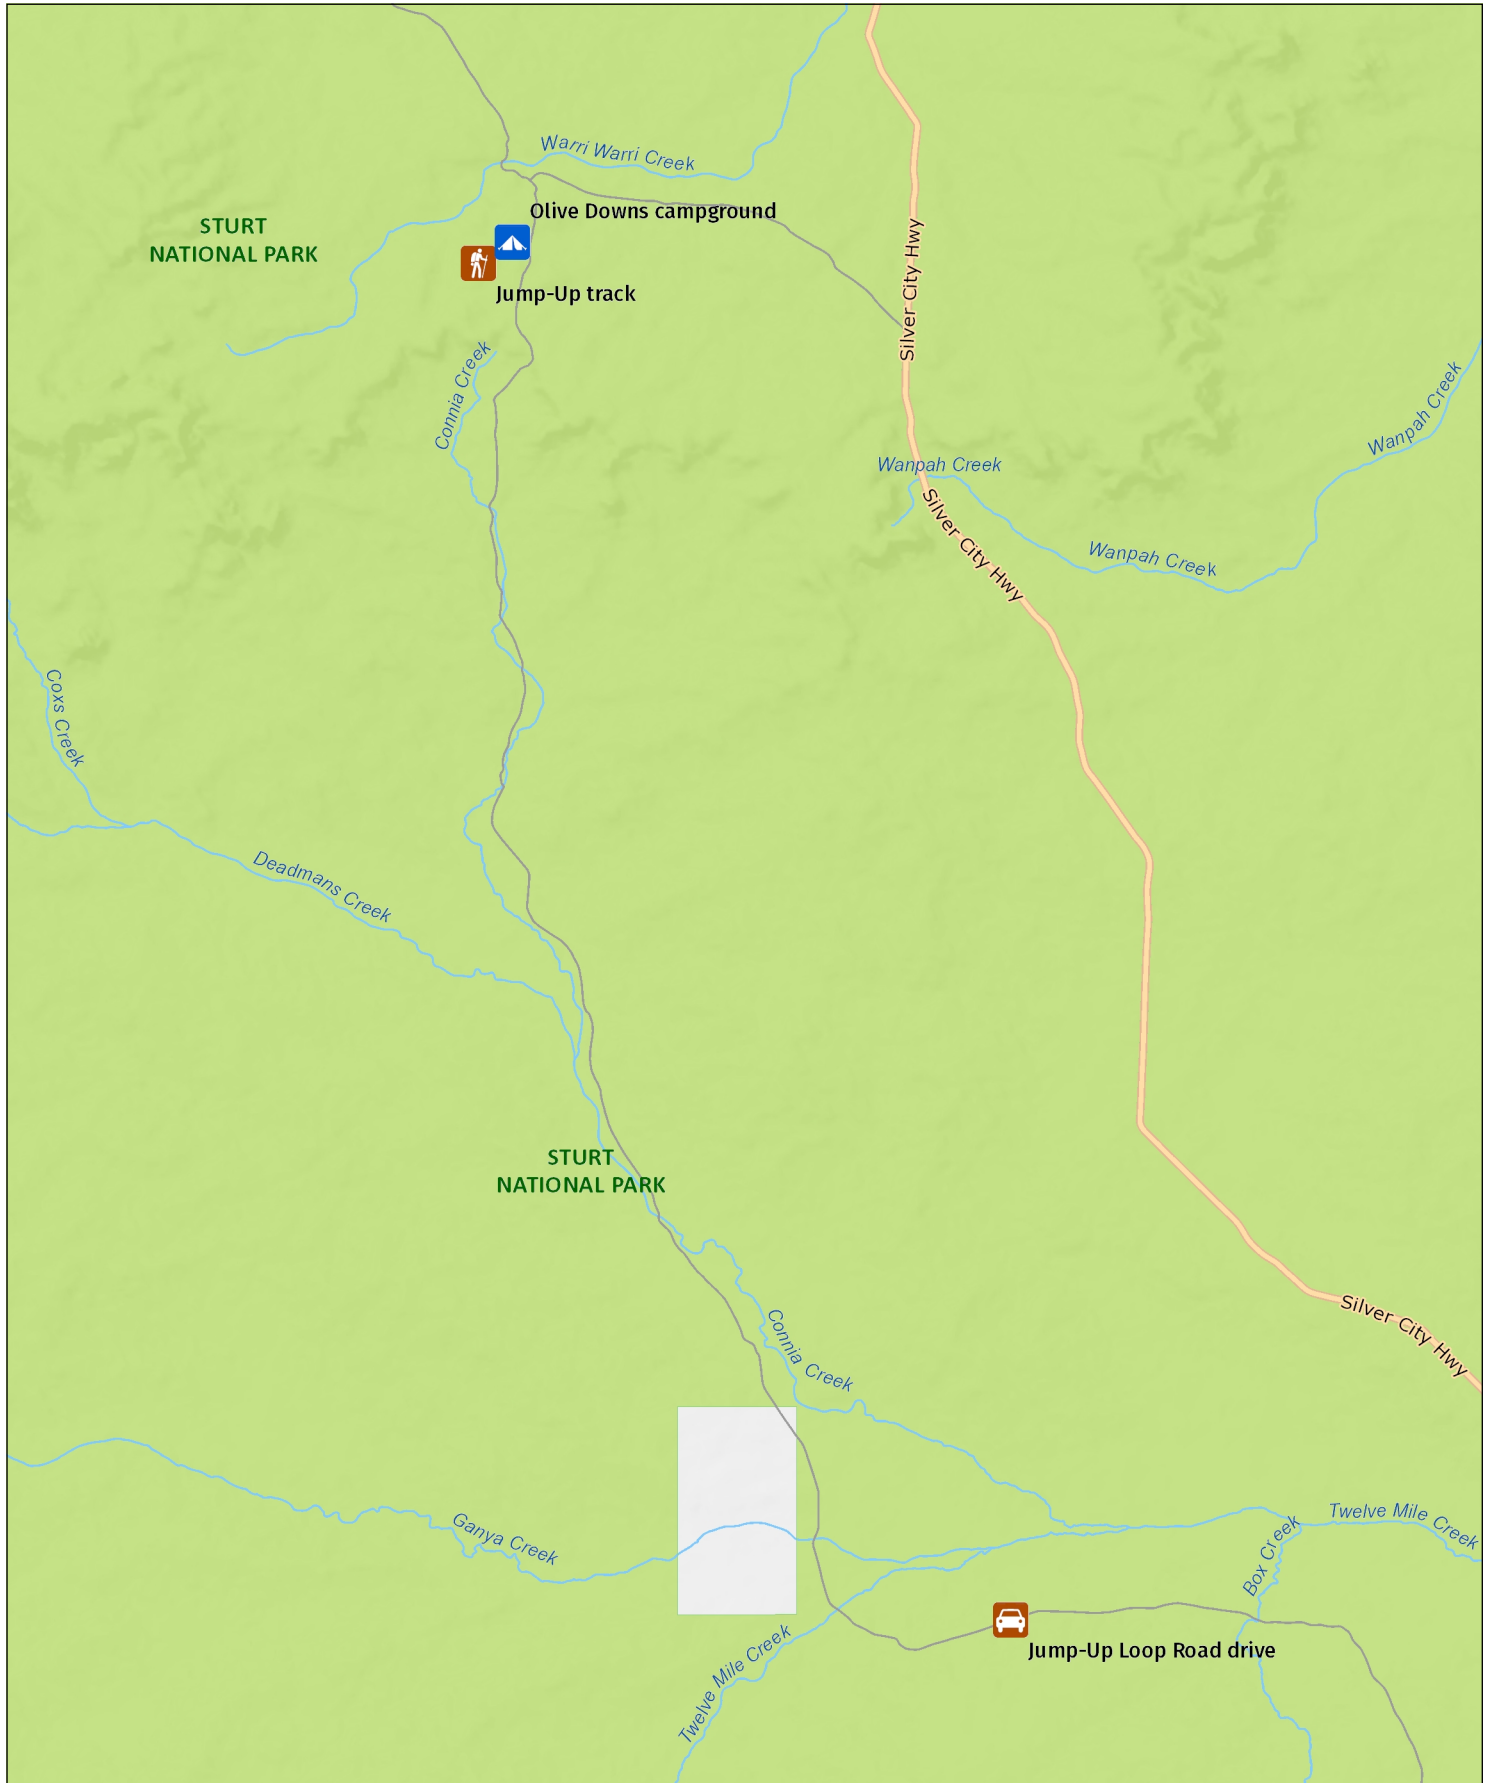 Warri Warri Creek
Olive Downs campground
STURT
NATIONAL PARK
Silver City Hwy
Jump-Up track
Connia Creek
Wanpah Creek
Wanpah Creek
Silver City Hwy
Wanpah Creek
Coxs Creek
Deadmans Creek
STURT
NATIONAL PARK
Silver City Hwy
Connia Creek
Twelve Mile Creek
Ganya Creek
Box Creek
Jump-Up Loop Road drive
Twelve Mile Creek